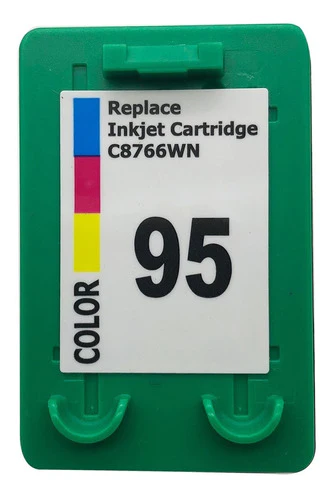 Replace
Inkjet Cartridge
C8766WN
95
COLOR